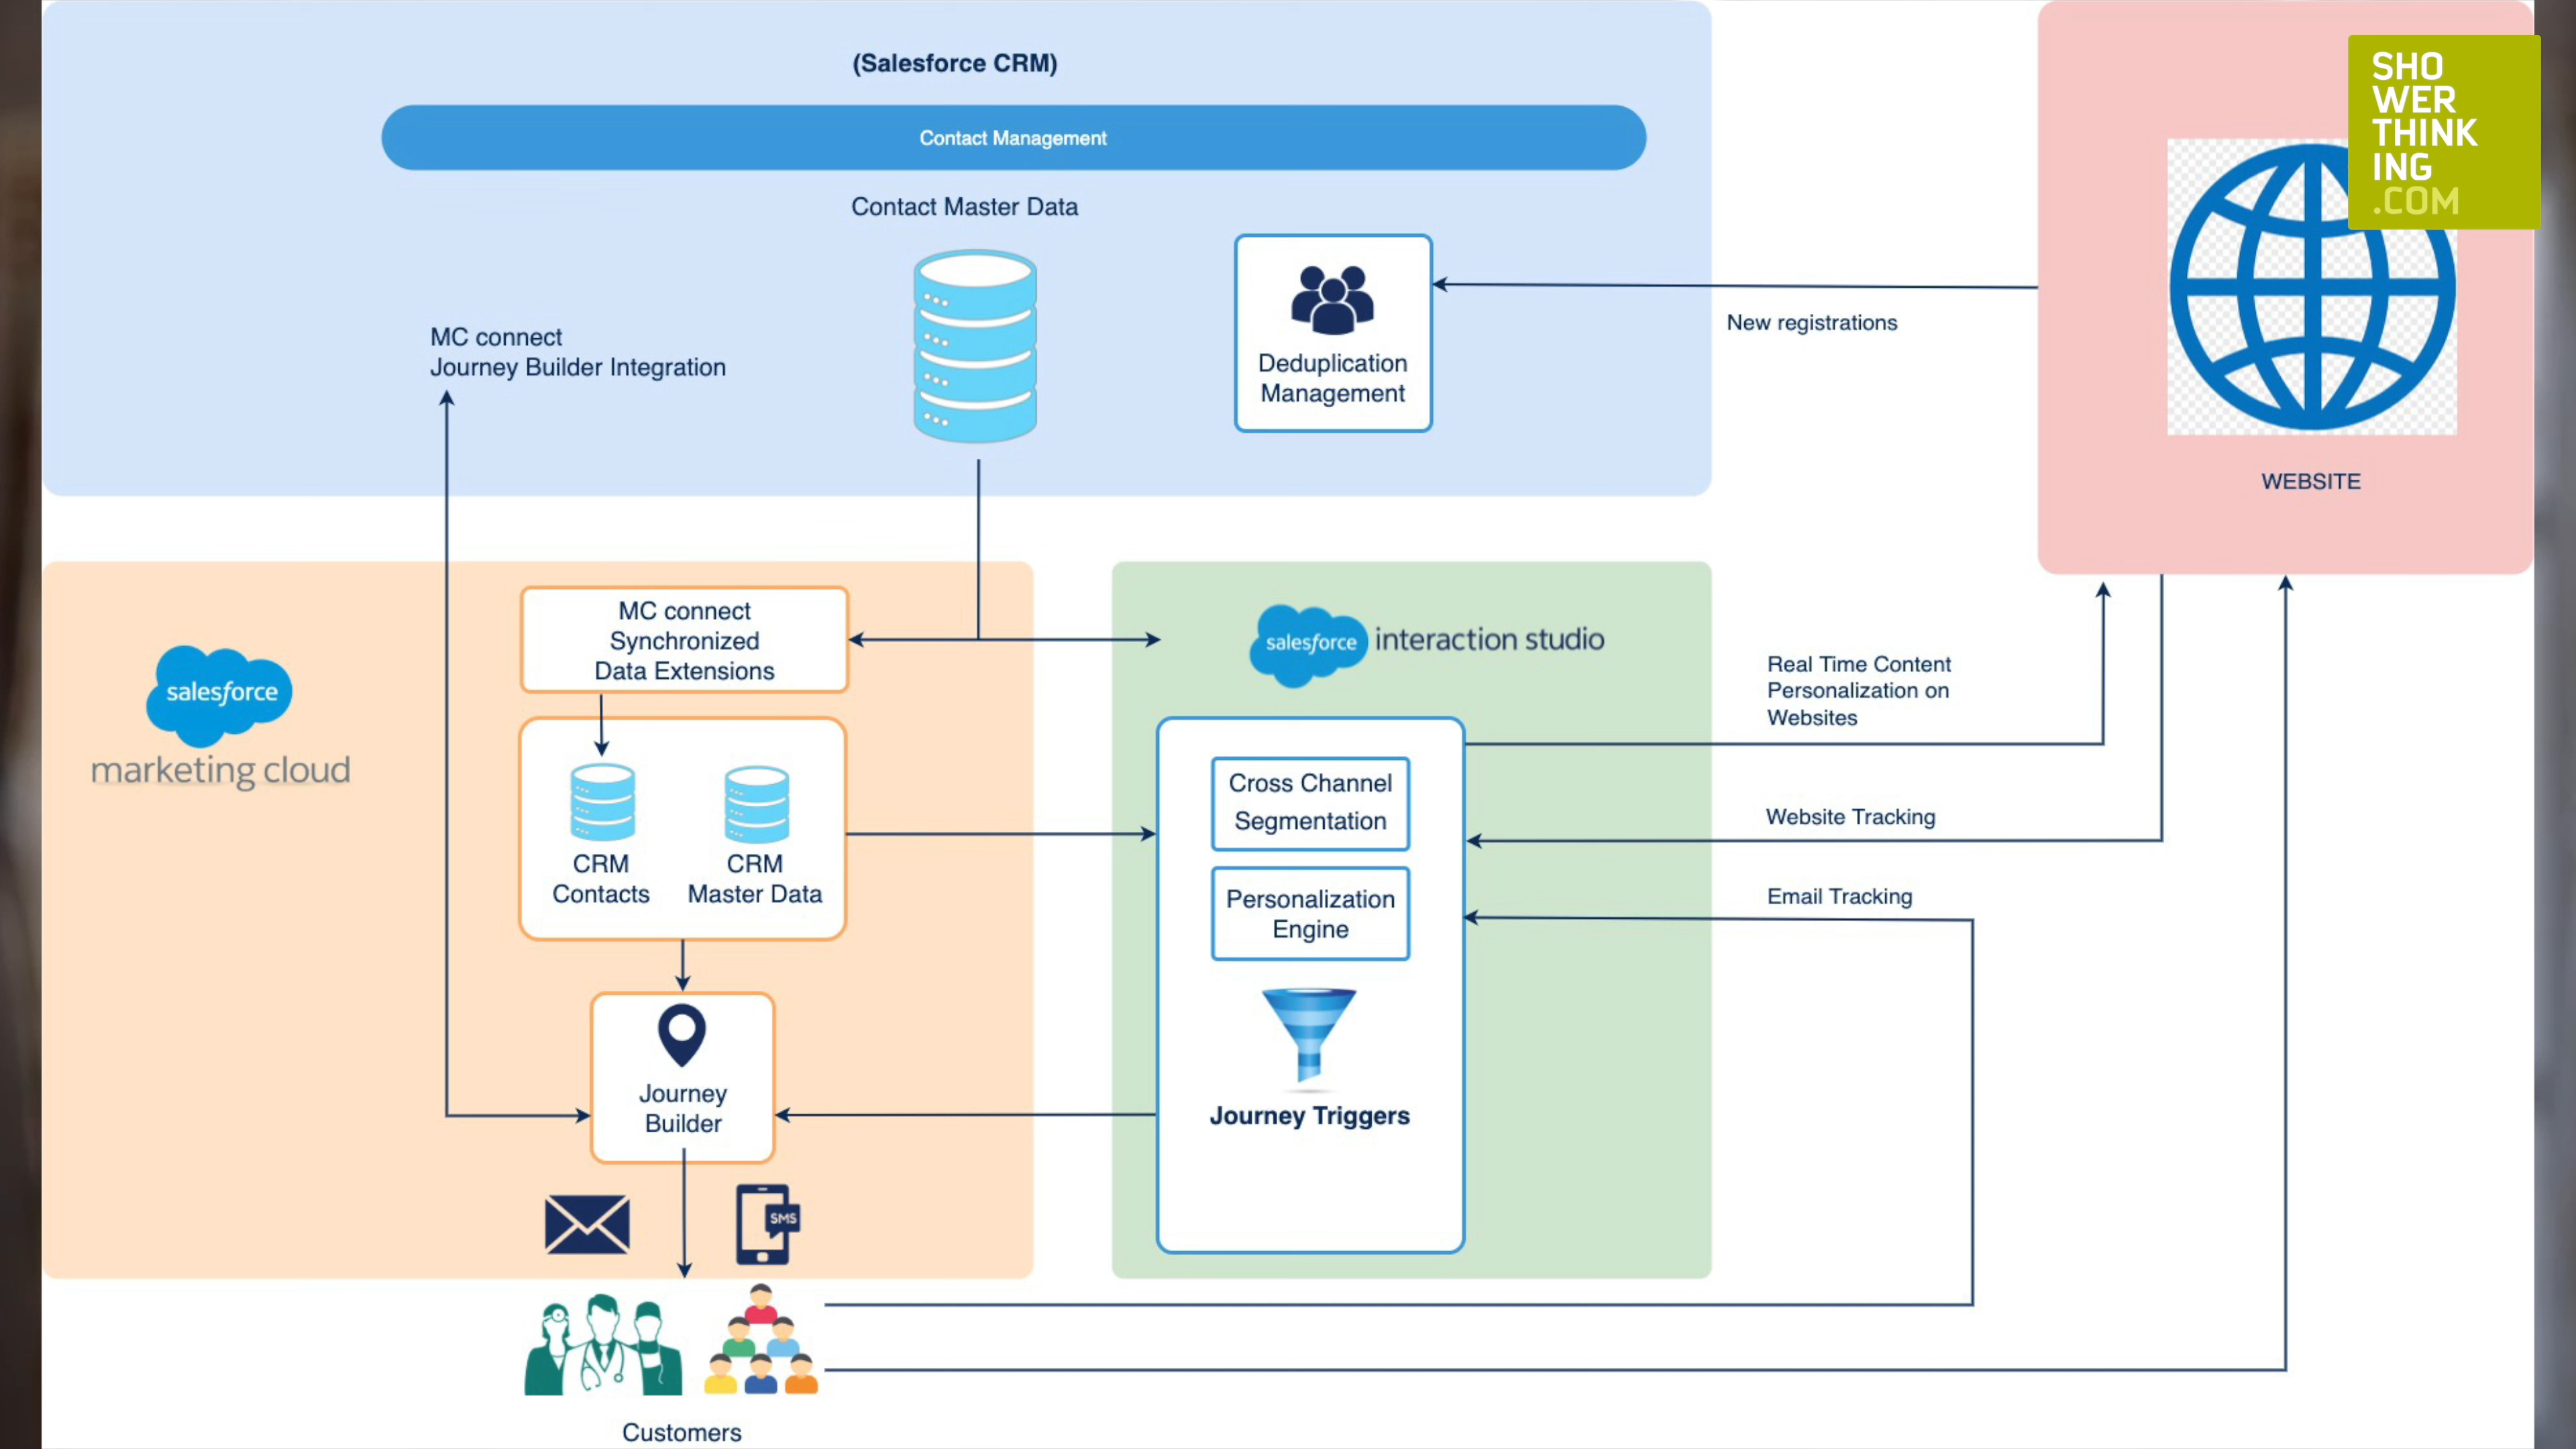 (Salesforce CRM)
Contact Management
Contact Master Data
MC connect
Journey Builder Integration
Deduplication
Management
New registrations
SHO
WER
THINK
ING
.COM
WEBSITE
salesforce
marketing cloud
MC connect
Synchronized
Data Extensions
CRM
Contacts
CRM
Master Data
Journey
Builder
SMS
Customers
salesforce interaction studio
Cross Channel
Segmentation
Personalization
Engine
Journey Triggers
Real Time Content
Personalization on
Websites
Website Tracking
Email Tracking